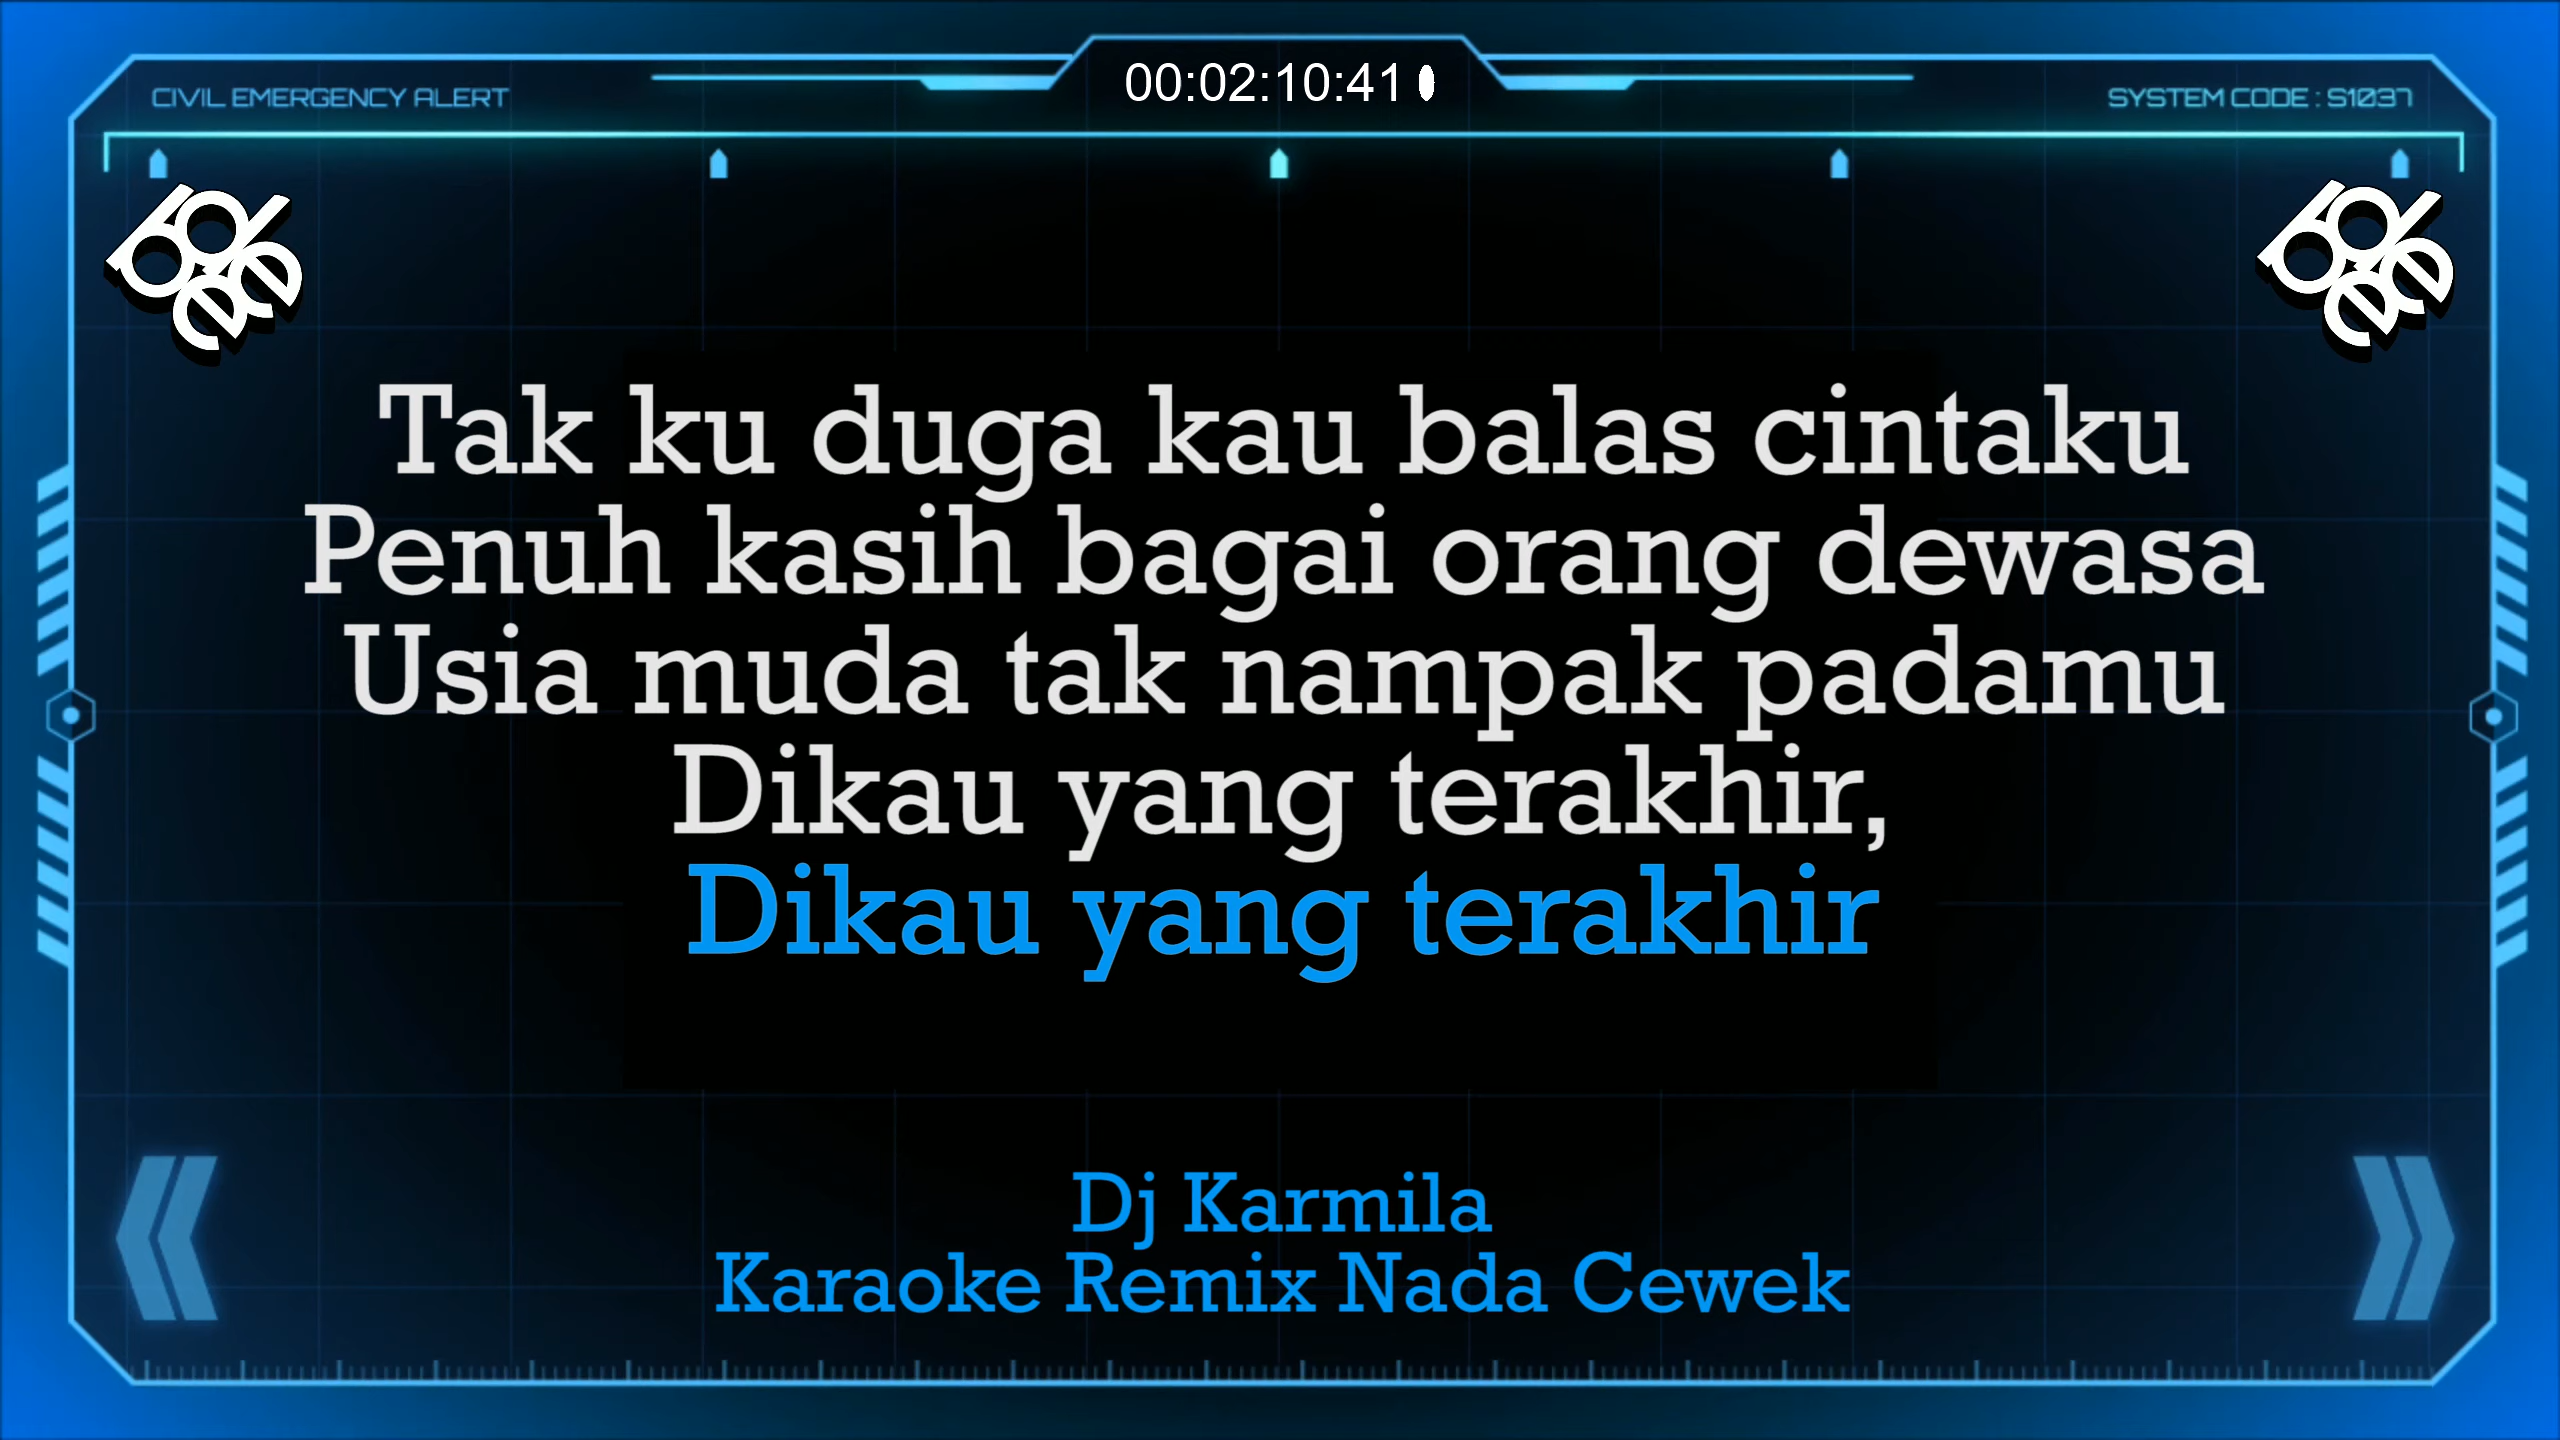 CIVIL EMERGENCY ALERT
00:02:10:41
SYSTEM CODE : S1037
Tak ku duga kau balas cintaku
Penuh kasih bagai orang dewasa
Usia muda tak nampak padamu
Dikau yang terakhir,
Dikau yang terakhir
Dj Karmila
Karaoke Remix Nada Cewek